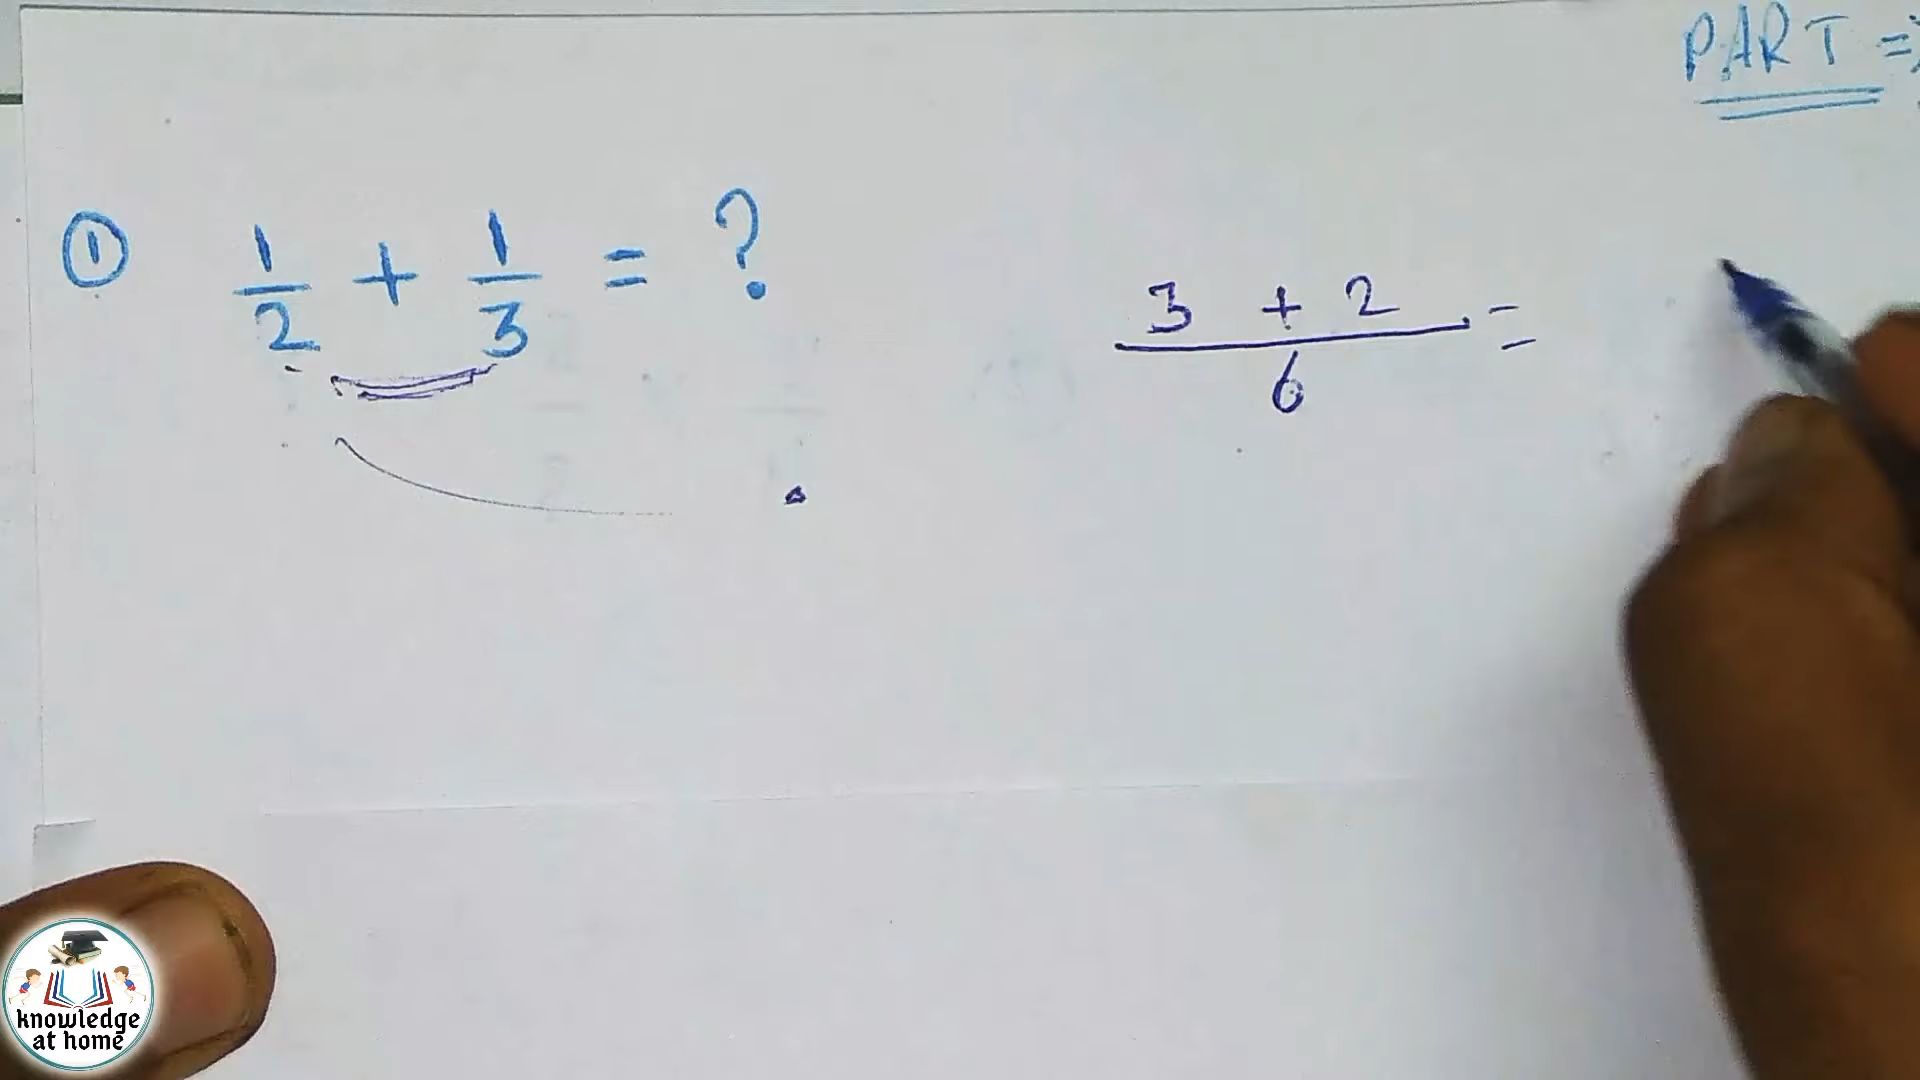 PART =>
① 1/2 + 1/3 = ?
3 + 2 / 6 =
knowledge
at home